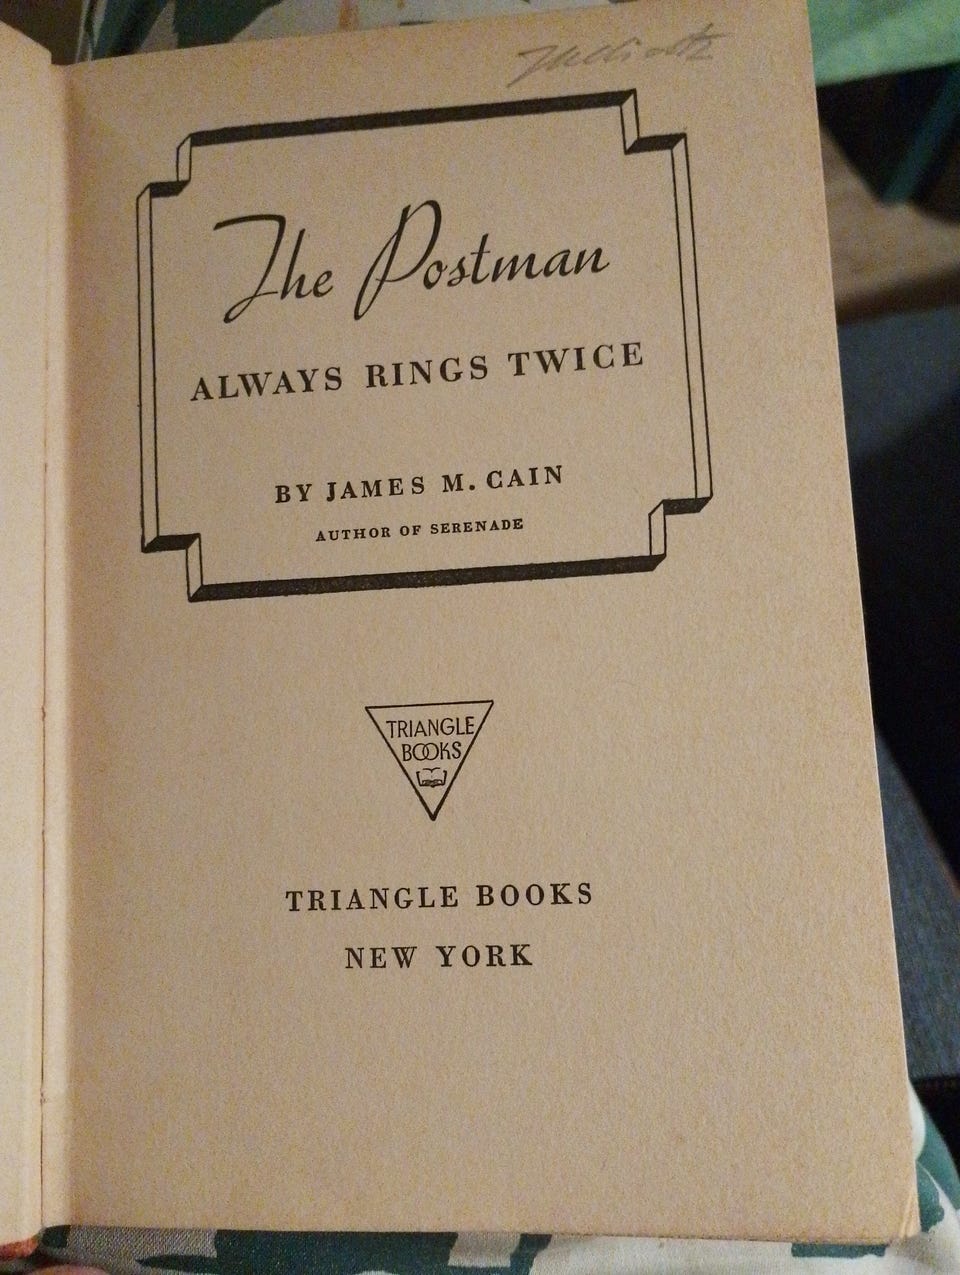 The Postman
ALWAYS RINGS TWICE
BY JAMES M. CAIN
AUTHOR OF SERENADE
TRIANGLE
BOOKS
TRIANGLE BOOKS
NEW YORK